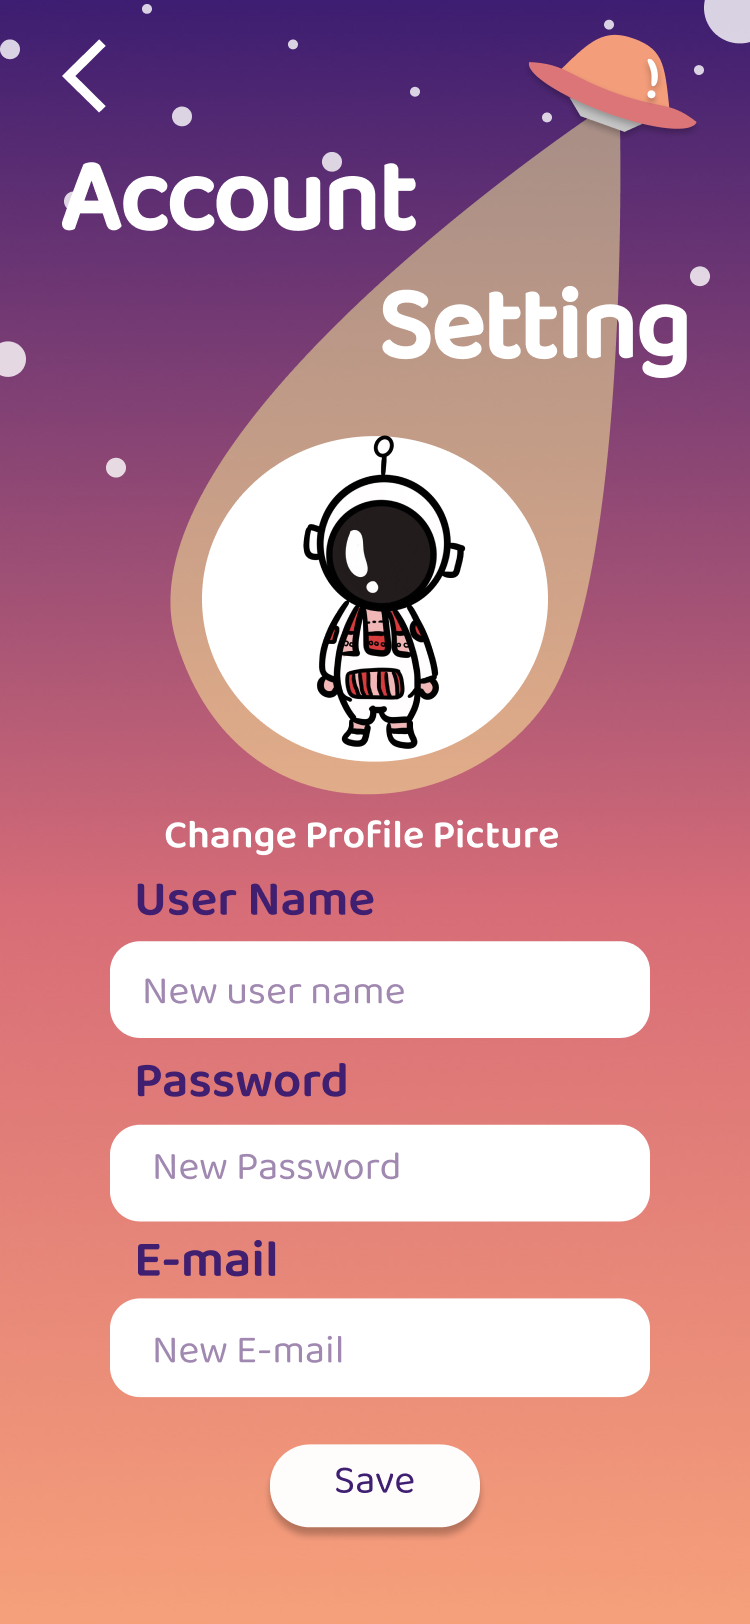 Account
Setting
Change Profile Picture
User Name
New user name
Password
New Password
E-mail
New E-mail
Save